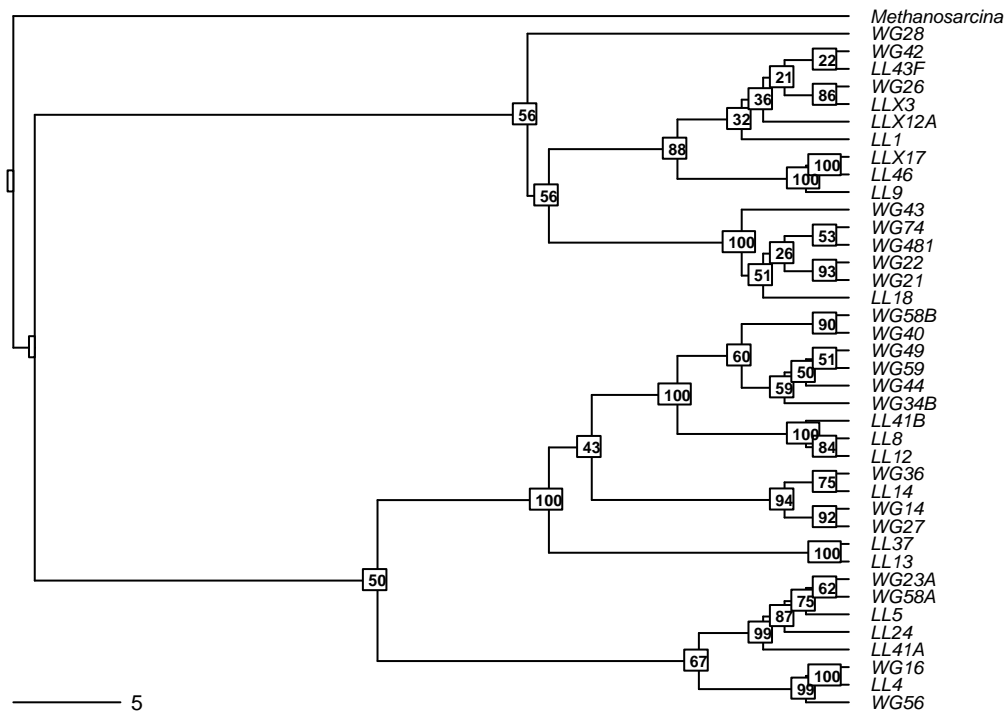 Methanosarcina
WG28
WG42
22
LL43F
21
WG26
36
86
LLX3
32
LLX12A
56
LL1
88
LLX17
100
LL46
100
LL9
56
WG43
WG74
53
100
WG481
26
WG22
51
93
WG21
LL18
WG58B
90
WG40
60
WG49
51
WG59
50
59
WG44
100
WG34B
LL41B
100
LL8
43
84
LL12
WG36
75
LL14
100
94
WG14
92
WG27
LL37
100
LL13
50
WG23A
62
WG58A
75
LL5
87
LL24
99
LL41A
67
WG16
100
LL4
99
WG56
5